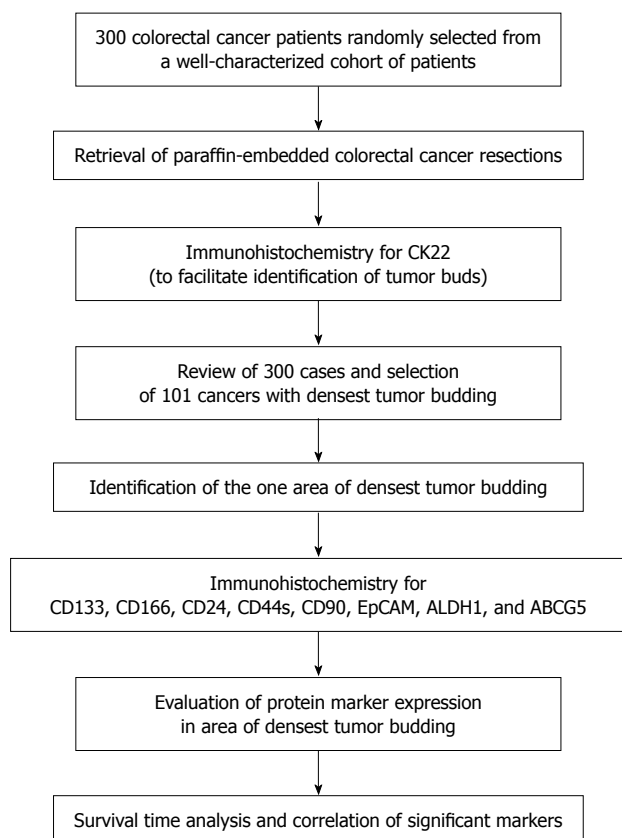 300 colorectal cancer patients randomly selected from
a well-characterized cohort of patients
Retrieval of paraffin-embedded colorectal cancer resections
Immunohistochemistry for CK22
(to facilitate identification of tumor buds)
Review of 300 cases and selection
of 101 cancers with densest tumor budding
Identification of the one area of densest tumor budding
Immunohistochemistry for
CD133, CD166, CD24, CD44s, CD90, EpCAM, ALDH1, and ABCG5
Evaluation of protein marker expression
in area of densest tumor budding
Survival time analysis and correlation of significant markers